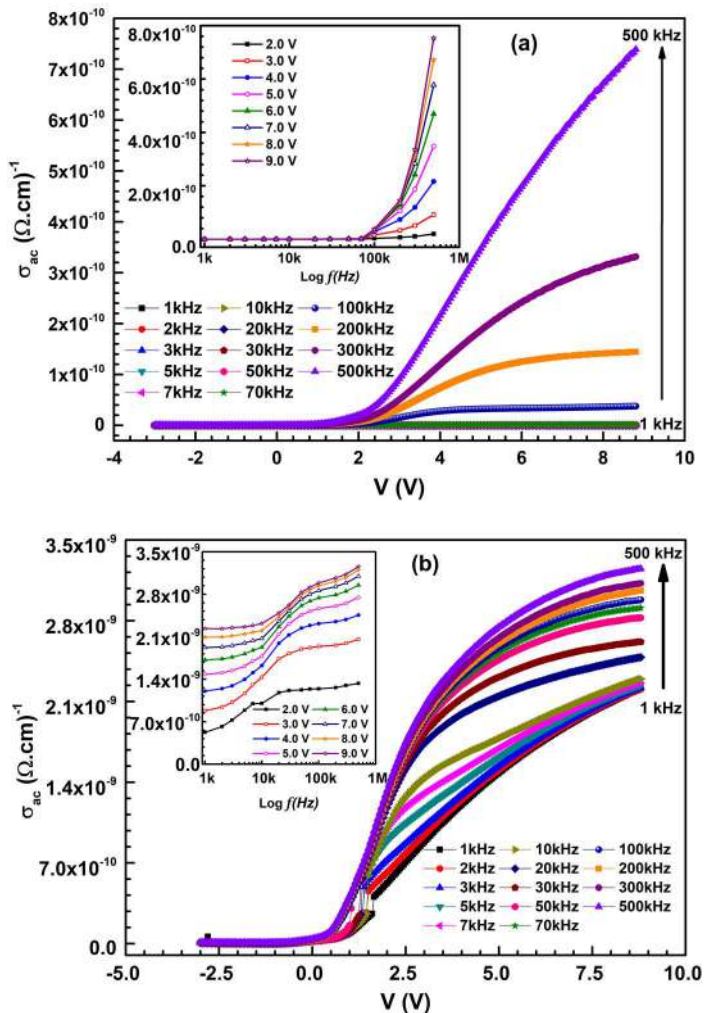 (a)
500 kHz
8x10-10
7x10-10
6x10-10
5x10-10
4x10-10
3x10-10
2x10-10
1x10-10
0
σac (Ω.cm)-1
8.0x10-10
6.0x10-10
4.0x10-10
2.0x10-10
0.0
2.0 V
3.0 V
4.0 V
5.0 V
6.0 V
7.0 V
8.0 V
9.0 V
1k 10k 100k 1M
Log f(Hz)
1kHz 10kHz 100kHz
2kHz 20kHz 200kHz
3kHz 30kHz 300kHz
5kHz 50kHz 500kHz
7kHz 70kHz
1 kHz
-4 -2 0 2 4 6 8 10
V (V)
(b)
500 kHz
3.5x10-9
2.8x10-9
2.1x10-9
1.4x10-9
7.0x10-10
0.0
σac (Ω.cm)-1
3.5x10-9
2.8x10-9
2.1x10-9
1.4x10-9
7.0x10-10
0.0
2.0 V 6.0 V
3.0 V 7.0 V
4.0 V 8.0 V
5.0 V 9.0 V
1k 10k 100k 1M
Log f(Hz)
1 kHz
1kHz 10kHz 100kHz
2kHz 20kHz 200kHz
3kHz 30kHz 300kHz
5kHz 50kHz 500kHz
7kHz 70kHz
-5.0 -2.5 0.0 2.5 5.0 7.5 10.0
V (V)